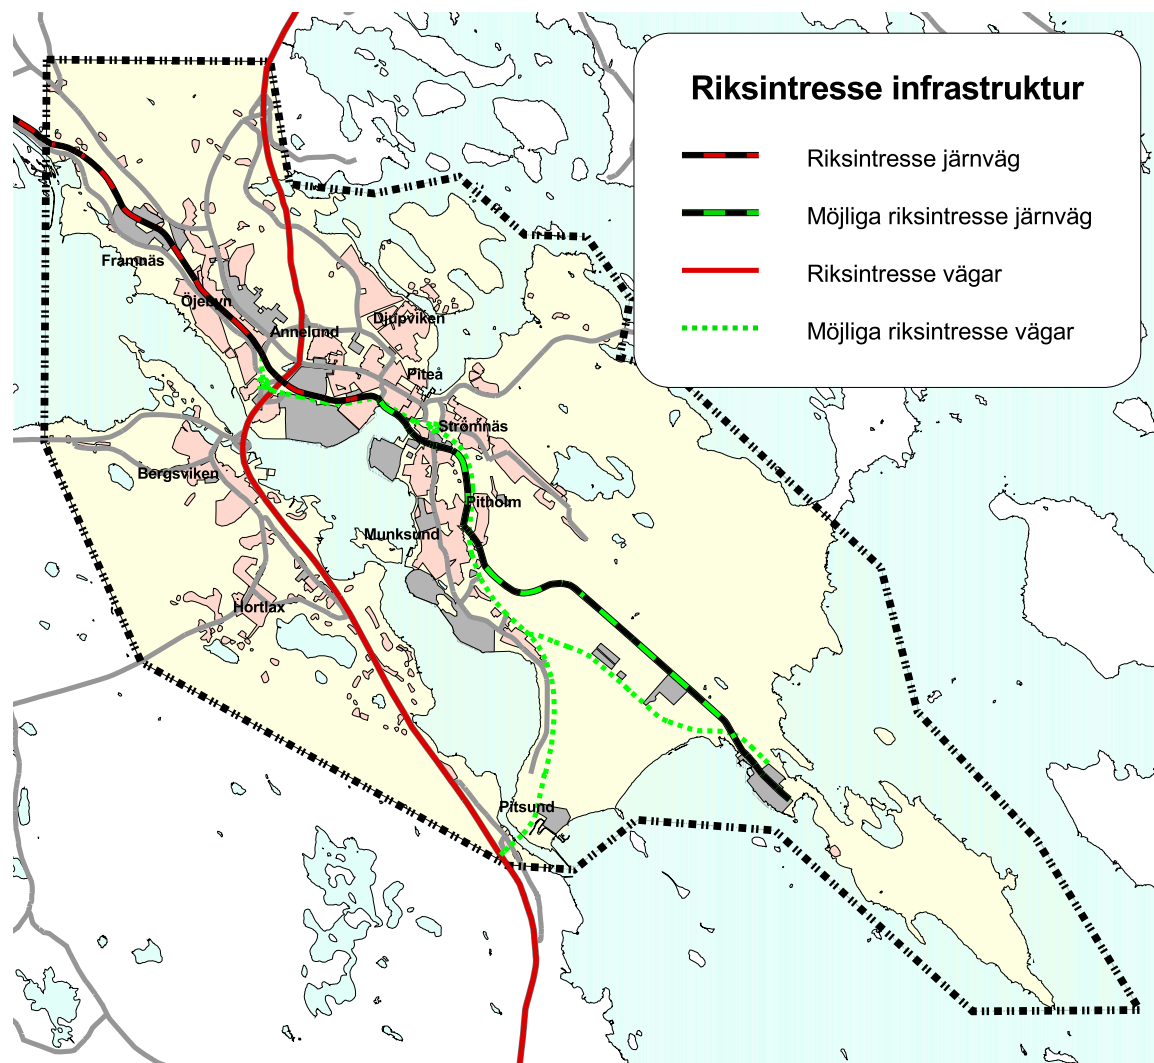 Riksintresse infrastruktur
Riksintresse järnväg
Möjliga riksintresse järnväg
Riksintresse vägar
Möjliga riksintresse vägar
Framnäs
Öjebyn
Annelund
Djupviken
Piteå
Strömnäs
Bergsviken
Pitholm
Munksund
Hortlax
Pitsund